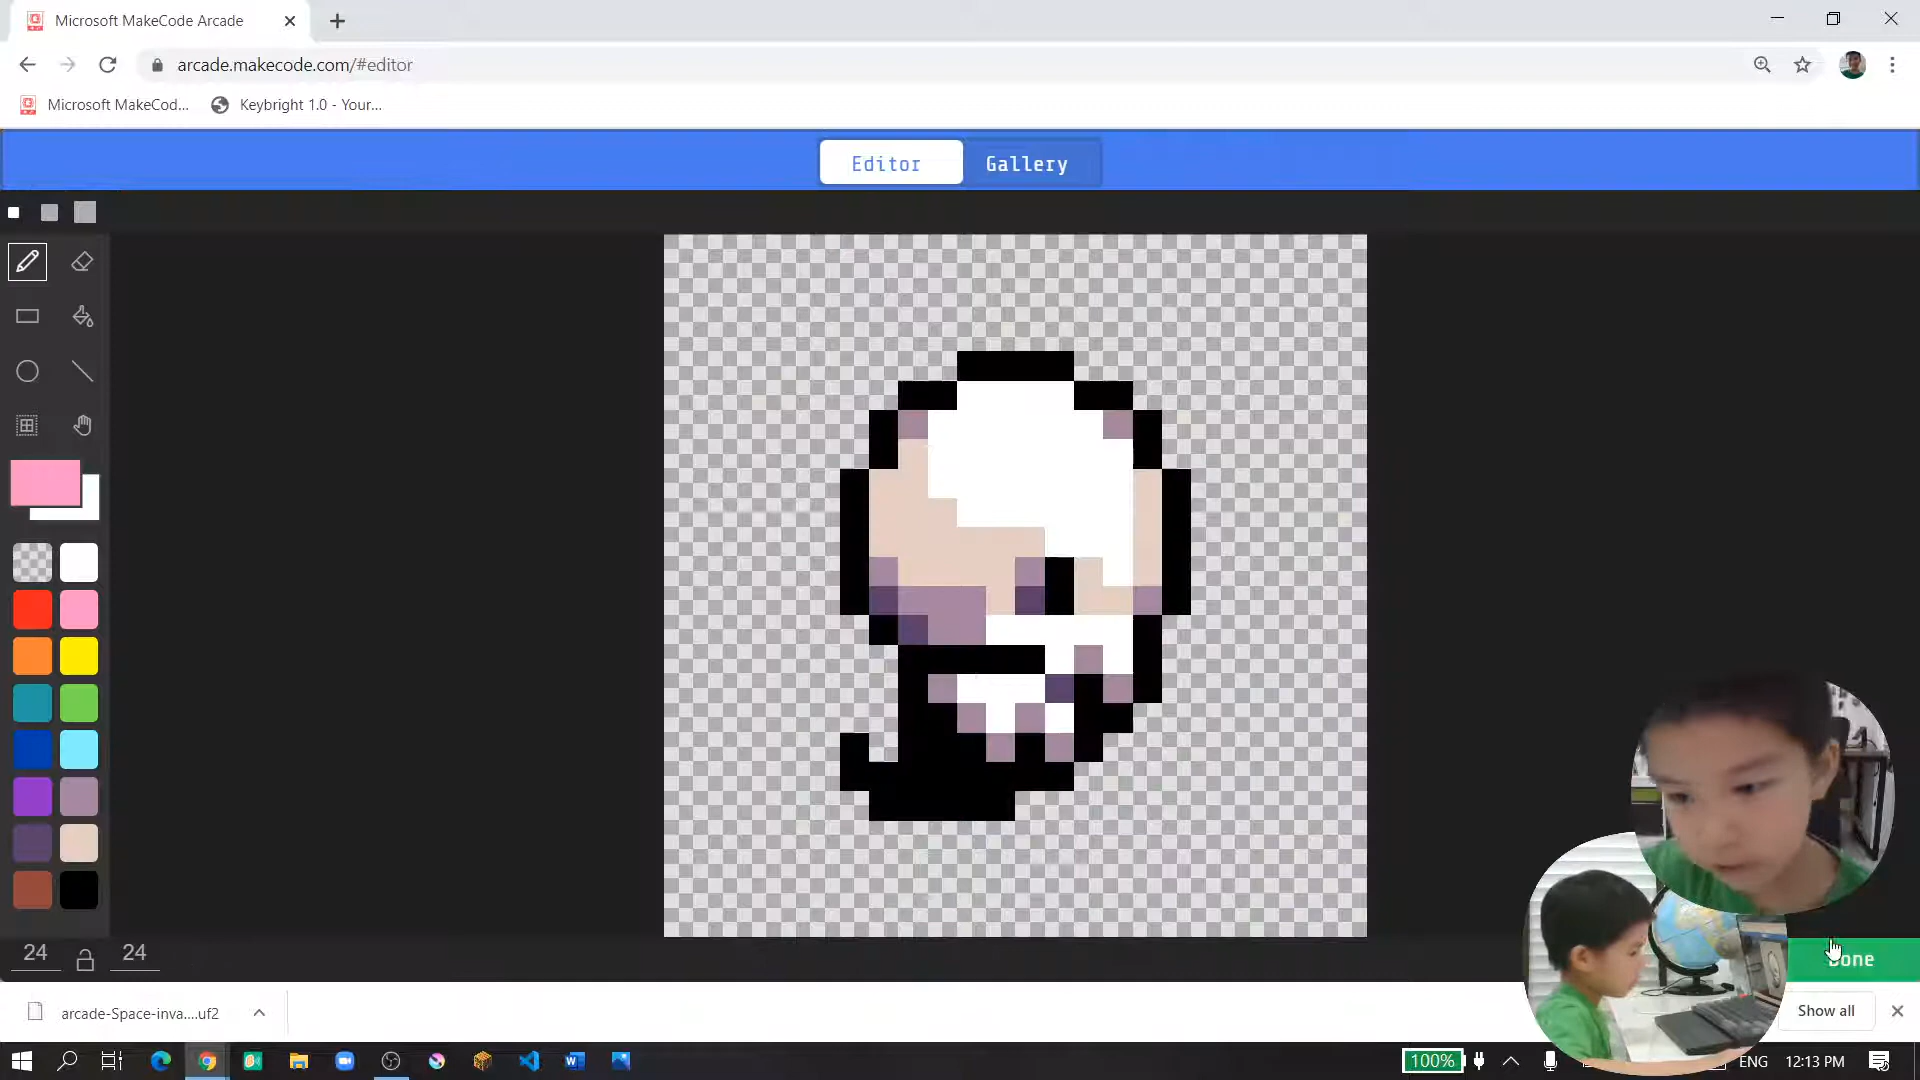 Microsoft MakeCode Arcade
arcade.makecode.com/#editor
Microsoft MakeCod...
Keybright 1.0 - Your...
Editor
Gallery
24
24
Done
arcade-Space-inva....uf2
Show all
100%
ENG
12:13 PM